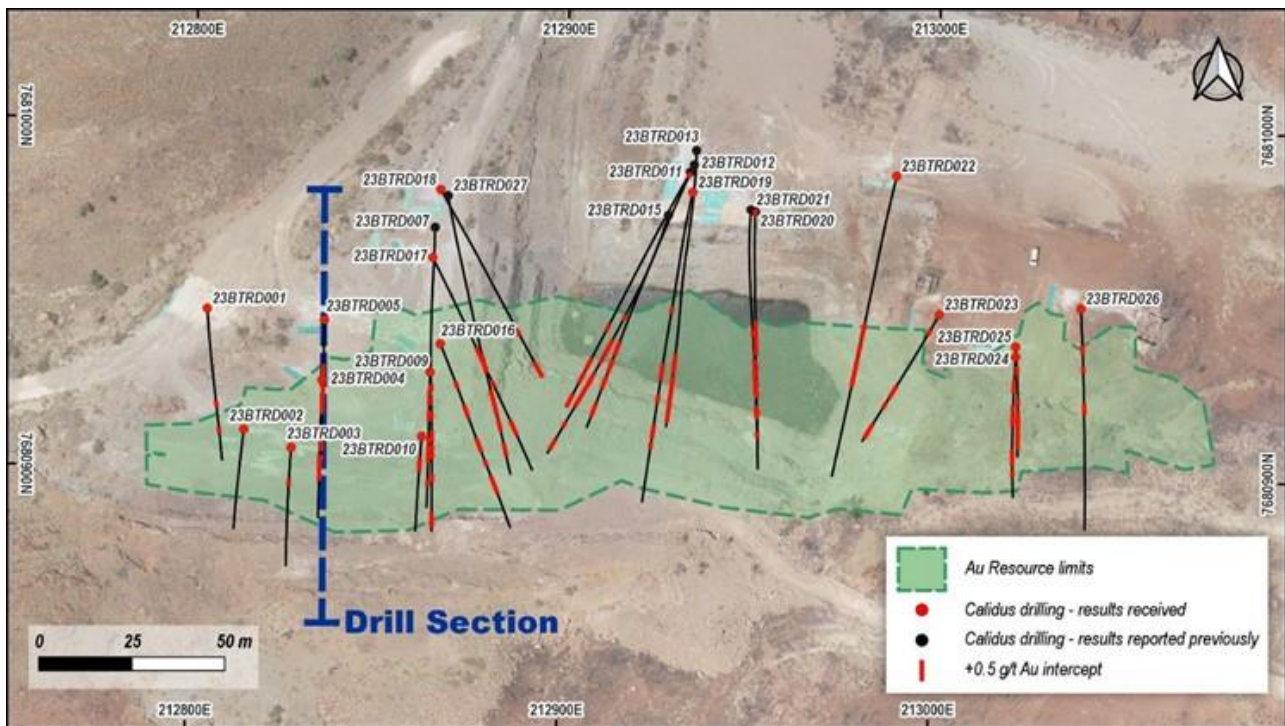 212800E
212900E
213000E
7681000N
7681000N
23BTRD013
23BTRD012
23BTRD011
23BTRD022
23BTRD018
23BTRD027
23BTRD019
23BTRD015
23BTRD021
23BTRD020
23BTRD007
23BTRD017
23BTRD001
23BTRD005
23BTRD023
23BTRD026
23BTRD016
23BTRD025
23BTRD009
23BTRD024
23BTRD004
23BTRD002
23BTRD003
23BTRD010
7680900N
7680900N
Au Resource limits
Calidus drilling - results received
Drill Section
0 25 50 m
Calidus drilling - results reported previously
+0.5 g/t Au intercept
212800E
212900E
213000E